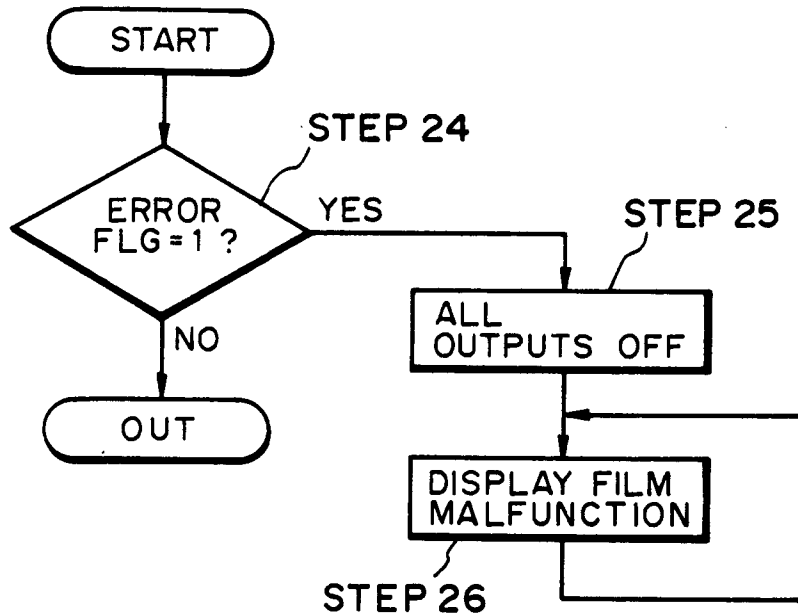 START
STEP 24
ERROR
FLG = 1 ?
YES
STEP 25
ALL
OUTPUTS OFF
NO
OUT
DISPLAY FILM
MALFUNCTION
STEP 26